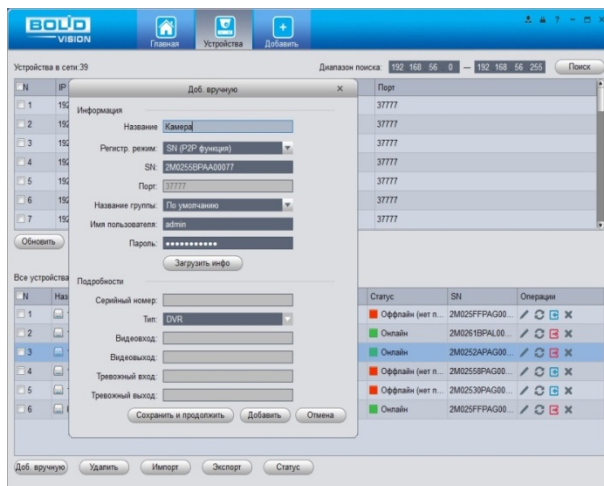 BOLID
VISION
Главная
Устройства
Добавить
Устройства в сети:39
Диапазон поиска: 192 168 56 0 — 192 168 56 255 Поиск
N IP Порт
1 192 37777
2 192 37777
3 192 37777
4 192 37777
5 192 37777
6 192 37777
7 192 37777
Обновить
Доб. вручную
Информация
Название Камера
Регистр. режим: SN (P2P функция)
SN: 2M0255BPAA00077
Порт: 37777
Название группы: По умолчанию
Имя пользователя: admin
Пароль: •••••••••••
Загрузить инфо
Подробности
Серийный номер:
Тип: DVR
Видеовход:
Видеовыход:
Тревожный вход:
Тревожный выход:
Сохранить и продолжить Добавить Отмена
Все устройства
N Наз Статус SN Операции
1 Оффлайн (нет п... 2M025FFPAG00...
2 Онлайн 2M0261BPAL00...
3 Онлайн 2M0252APAG00...
4 Оффлайн (нет п... 2M02558PAG00...
5 Оффлайн (нет п... 2M02530PAG00...
6 Онлайн 2M025FFPAG00...
Доб. вручную Удалить Импорт Экспорт Статус